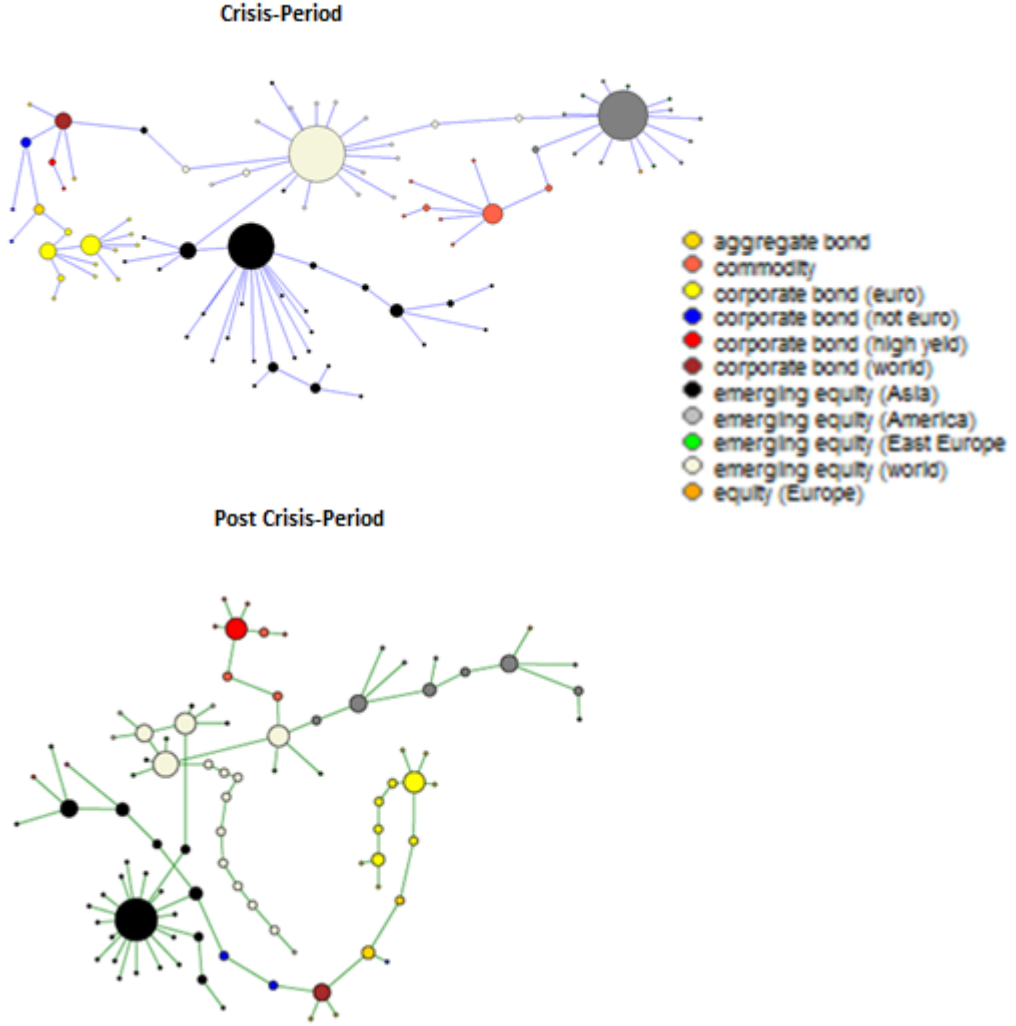 Crisis-Period
aggregate bond
commodity
corporate bond (euro)
corporate bond (not euro)
corporate bond (high yeld)
corporate bond (world)
emerging equity (Asia)
emerging equity (America)
emerging equity (East Europe
emerging equity (world)
equity (Europe)
Post Crisis-Period